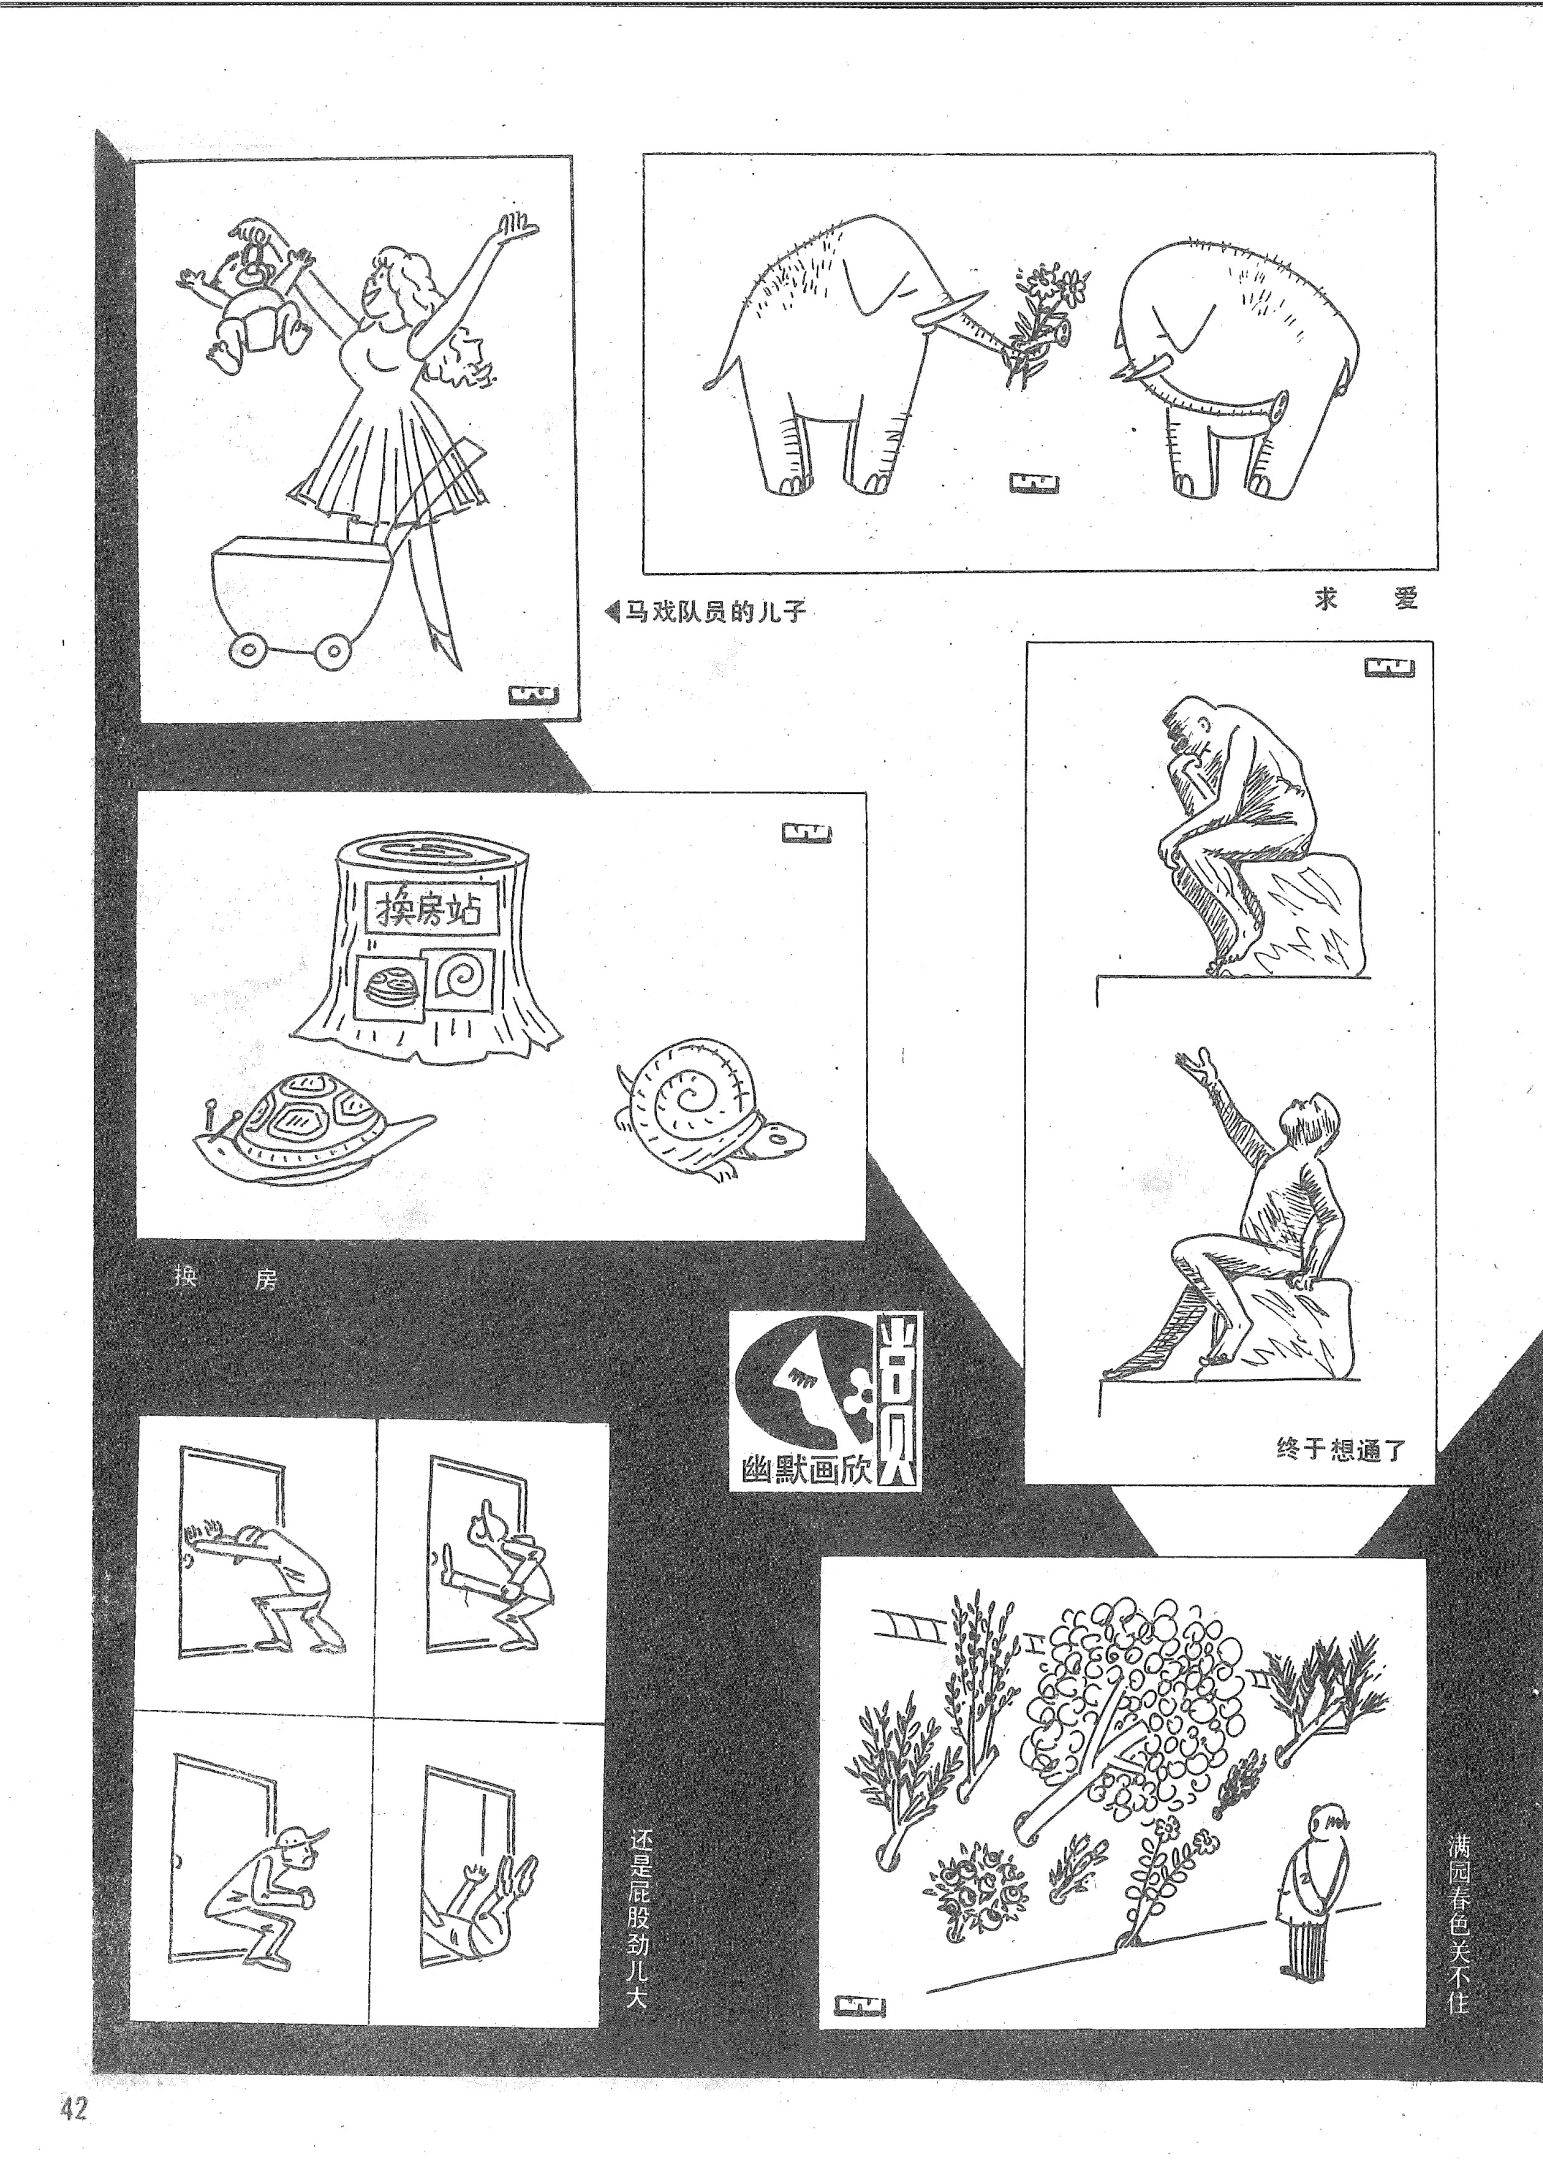 马戏队员的儿子
求 爱
换房站
换 房
终于想通了
幽默画欣
赏
还是屁股劲儿大
满园春色关不住
42